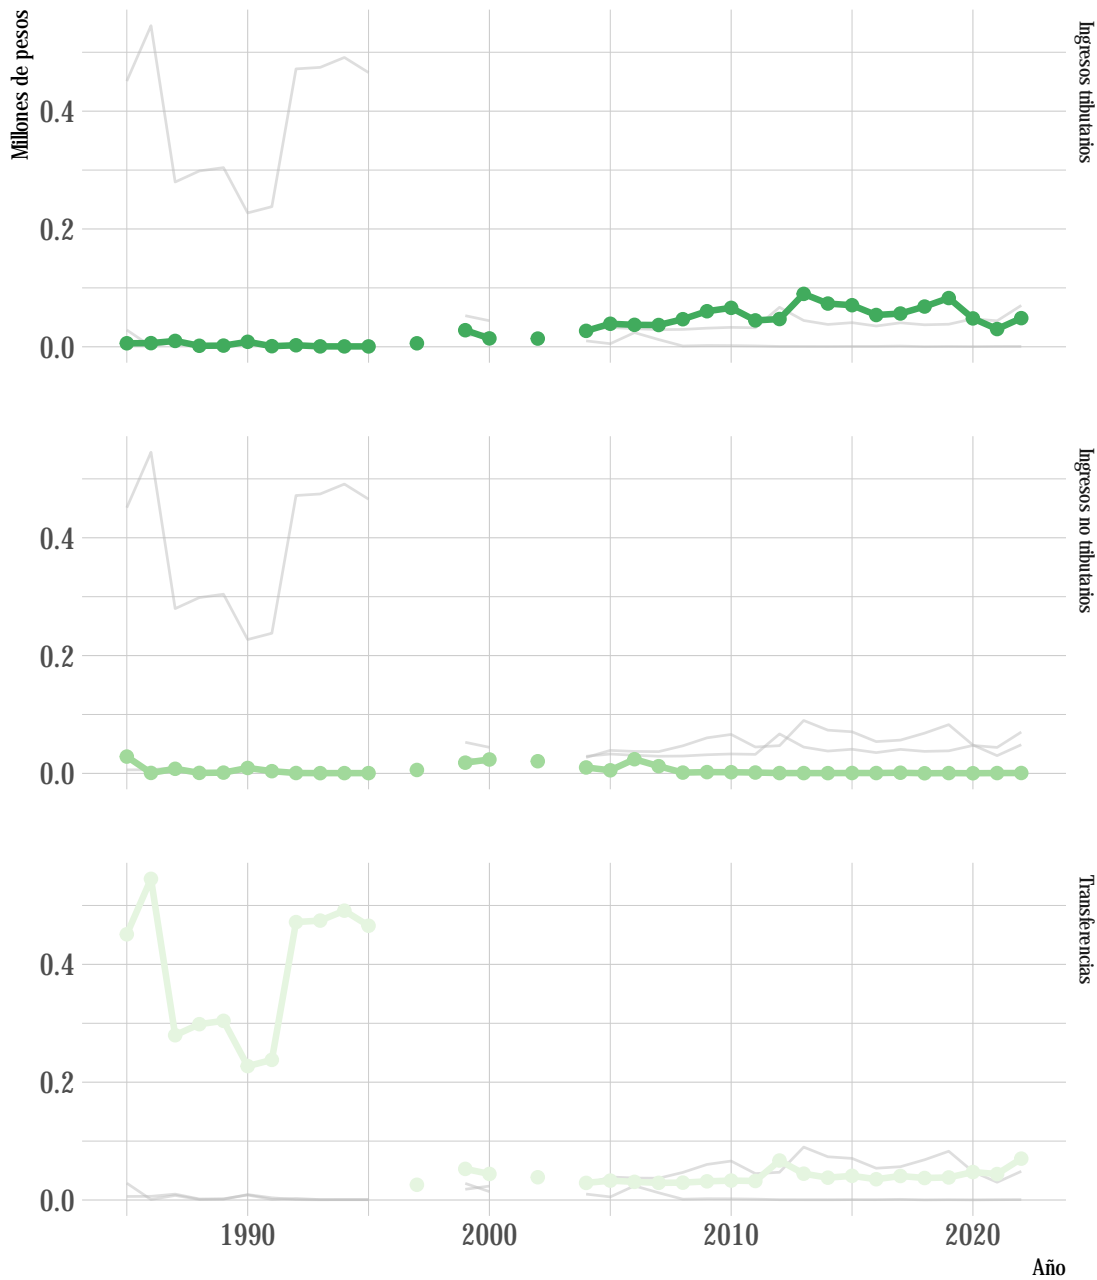 Millones de pesos
Ingresos tributarios
0.4
0.2
0.0
Ingresos no tributarios
0.4
0.2
0.0
Transferencias
0.4
0.2
0.0
1990 2000 2010 2020
Año